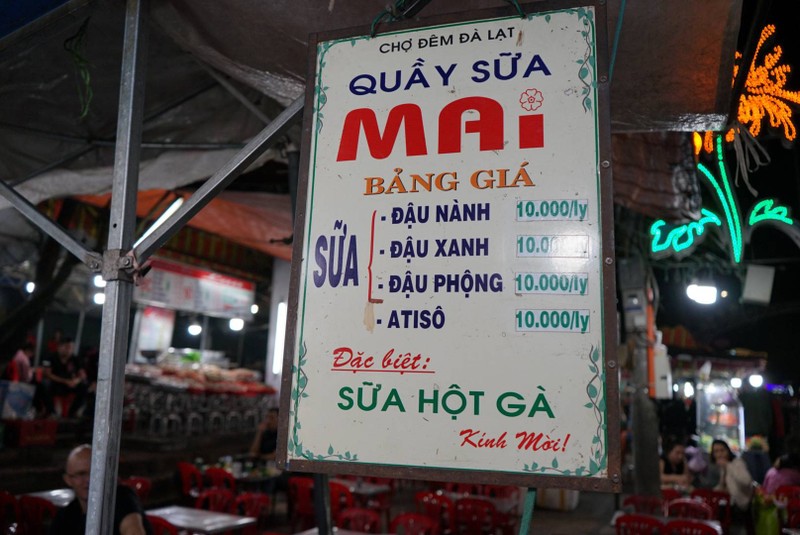 CHỢ ĐÊM ĐÀ LẠT
QUẦY SỮA
MAi
BẢNG GIÁ
SỮA
- ĐẬU NÀNH 10.000/ly
- ĐẬU XANH 10.000/ly
- ĐẬU PHỘNG 10.000/ly
- ATISÔ 10.000/ly
Đặc biệt:
SỮA HỘT GÀ
Kính Mời!